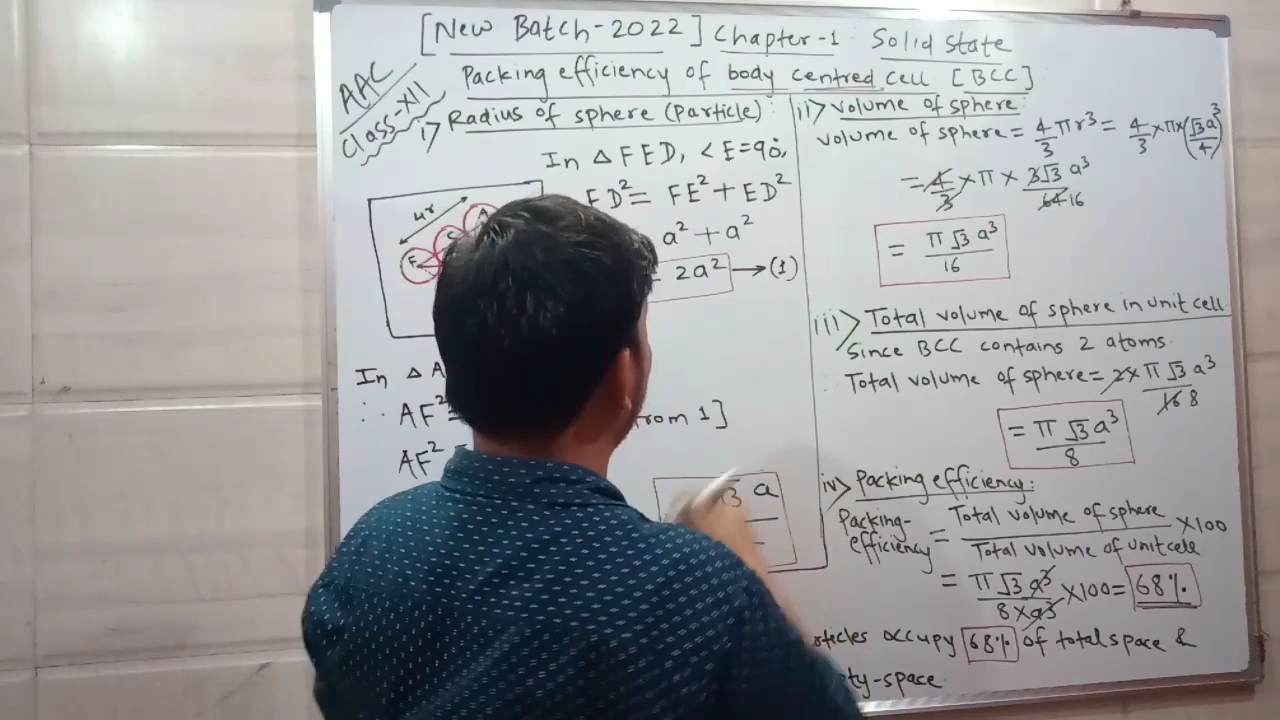 [New Batch-2022] Chapter-1 Solid State
Packing efficiency of body centred cell [BCC]
AAC
Class-XII
i) Radius of sphere (Particle):
In △ FED, <E=90°,
FD² = FE² + ED²
a² + a²
2a² → (1)
4r
A
C
F
In △ A
∴ AF²
from 1]
AF² =
√3 a
ii) volume of sphere:
volume of sphere = 4/3 πr³ = 4/3 × π × (√3a/4)³
= 4/3 × π × 3√3 a³/64 16
= π√3 a³/16
iii) Total volume of sphere in unit cell
Since BCC contains 2 atoms.
Total volume of sphere = 2 × π√3 a³/16 8
= π√3 a³/8
iv) Packing efficiency:
Packing-efficiency = Total volume of sphere/Total volume of unit cell × 100
= π√3 a³/8×a³ × 100 = 68%
rticles occupy 68% of total space &
ty-space